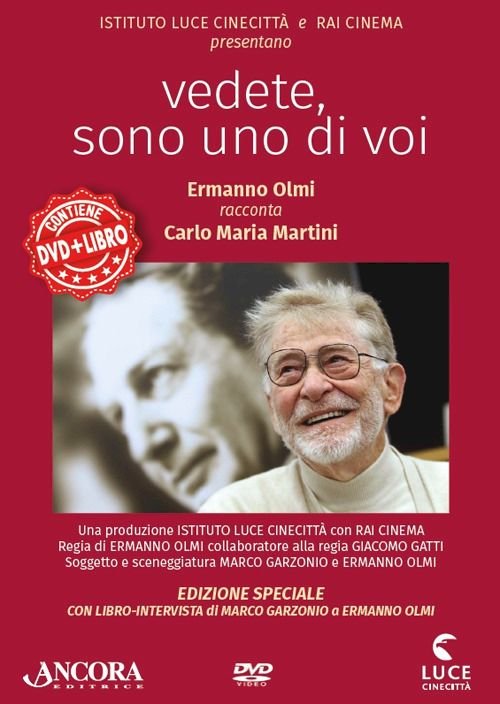 ISTITUTO LUCE CINECITTÀ e RAI CINEMA
presentano
vedete,
sono uno di voi
Ermanno Olmi
racconta
Carlo Maria Martini
CONTIENE
DVD+LIBRO
Una produzione ISTITUTO LUCE CINECITTÀ con RAI CINEMA
Regia di ERMANNO OLMI collaboratore alla regia GIACOMO GATTI
Soggetto e sceneggiatura MARCO GARZONIO e ERMANNO OLMI
EDIZIONE SPECIALE
CON LIBRO-INTERVISTA di MARCO GARZONIO a ERMANNO OLMI
ANCORA
EDITRICE
DVD
VIDEO
LUCE
CINECITTÀ